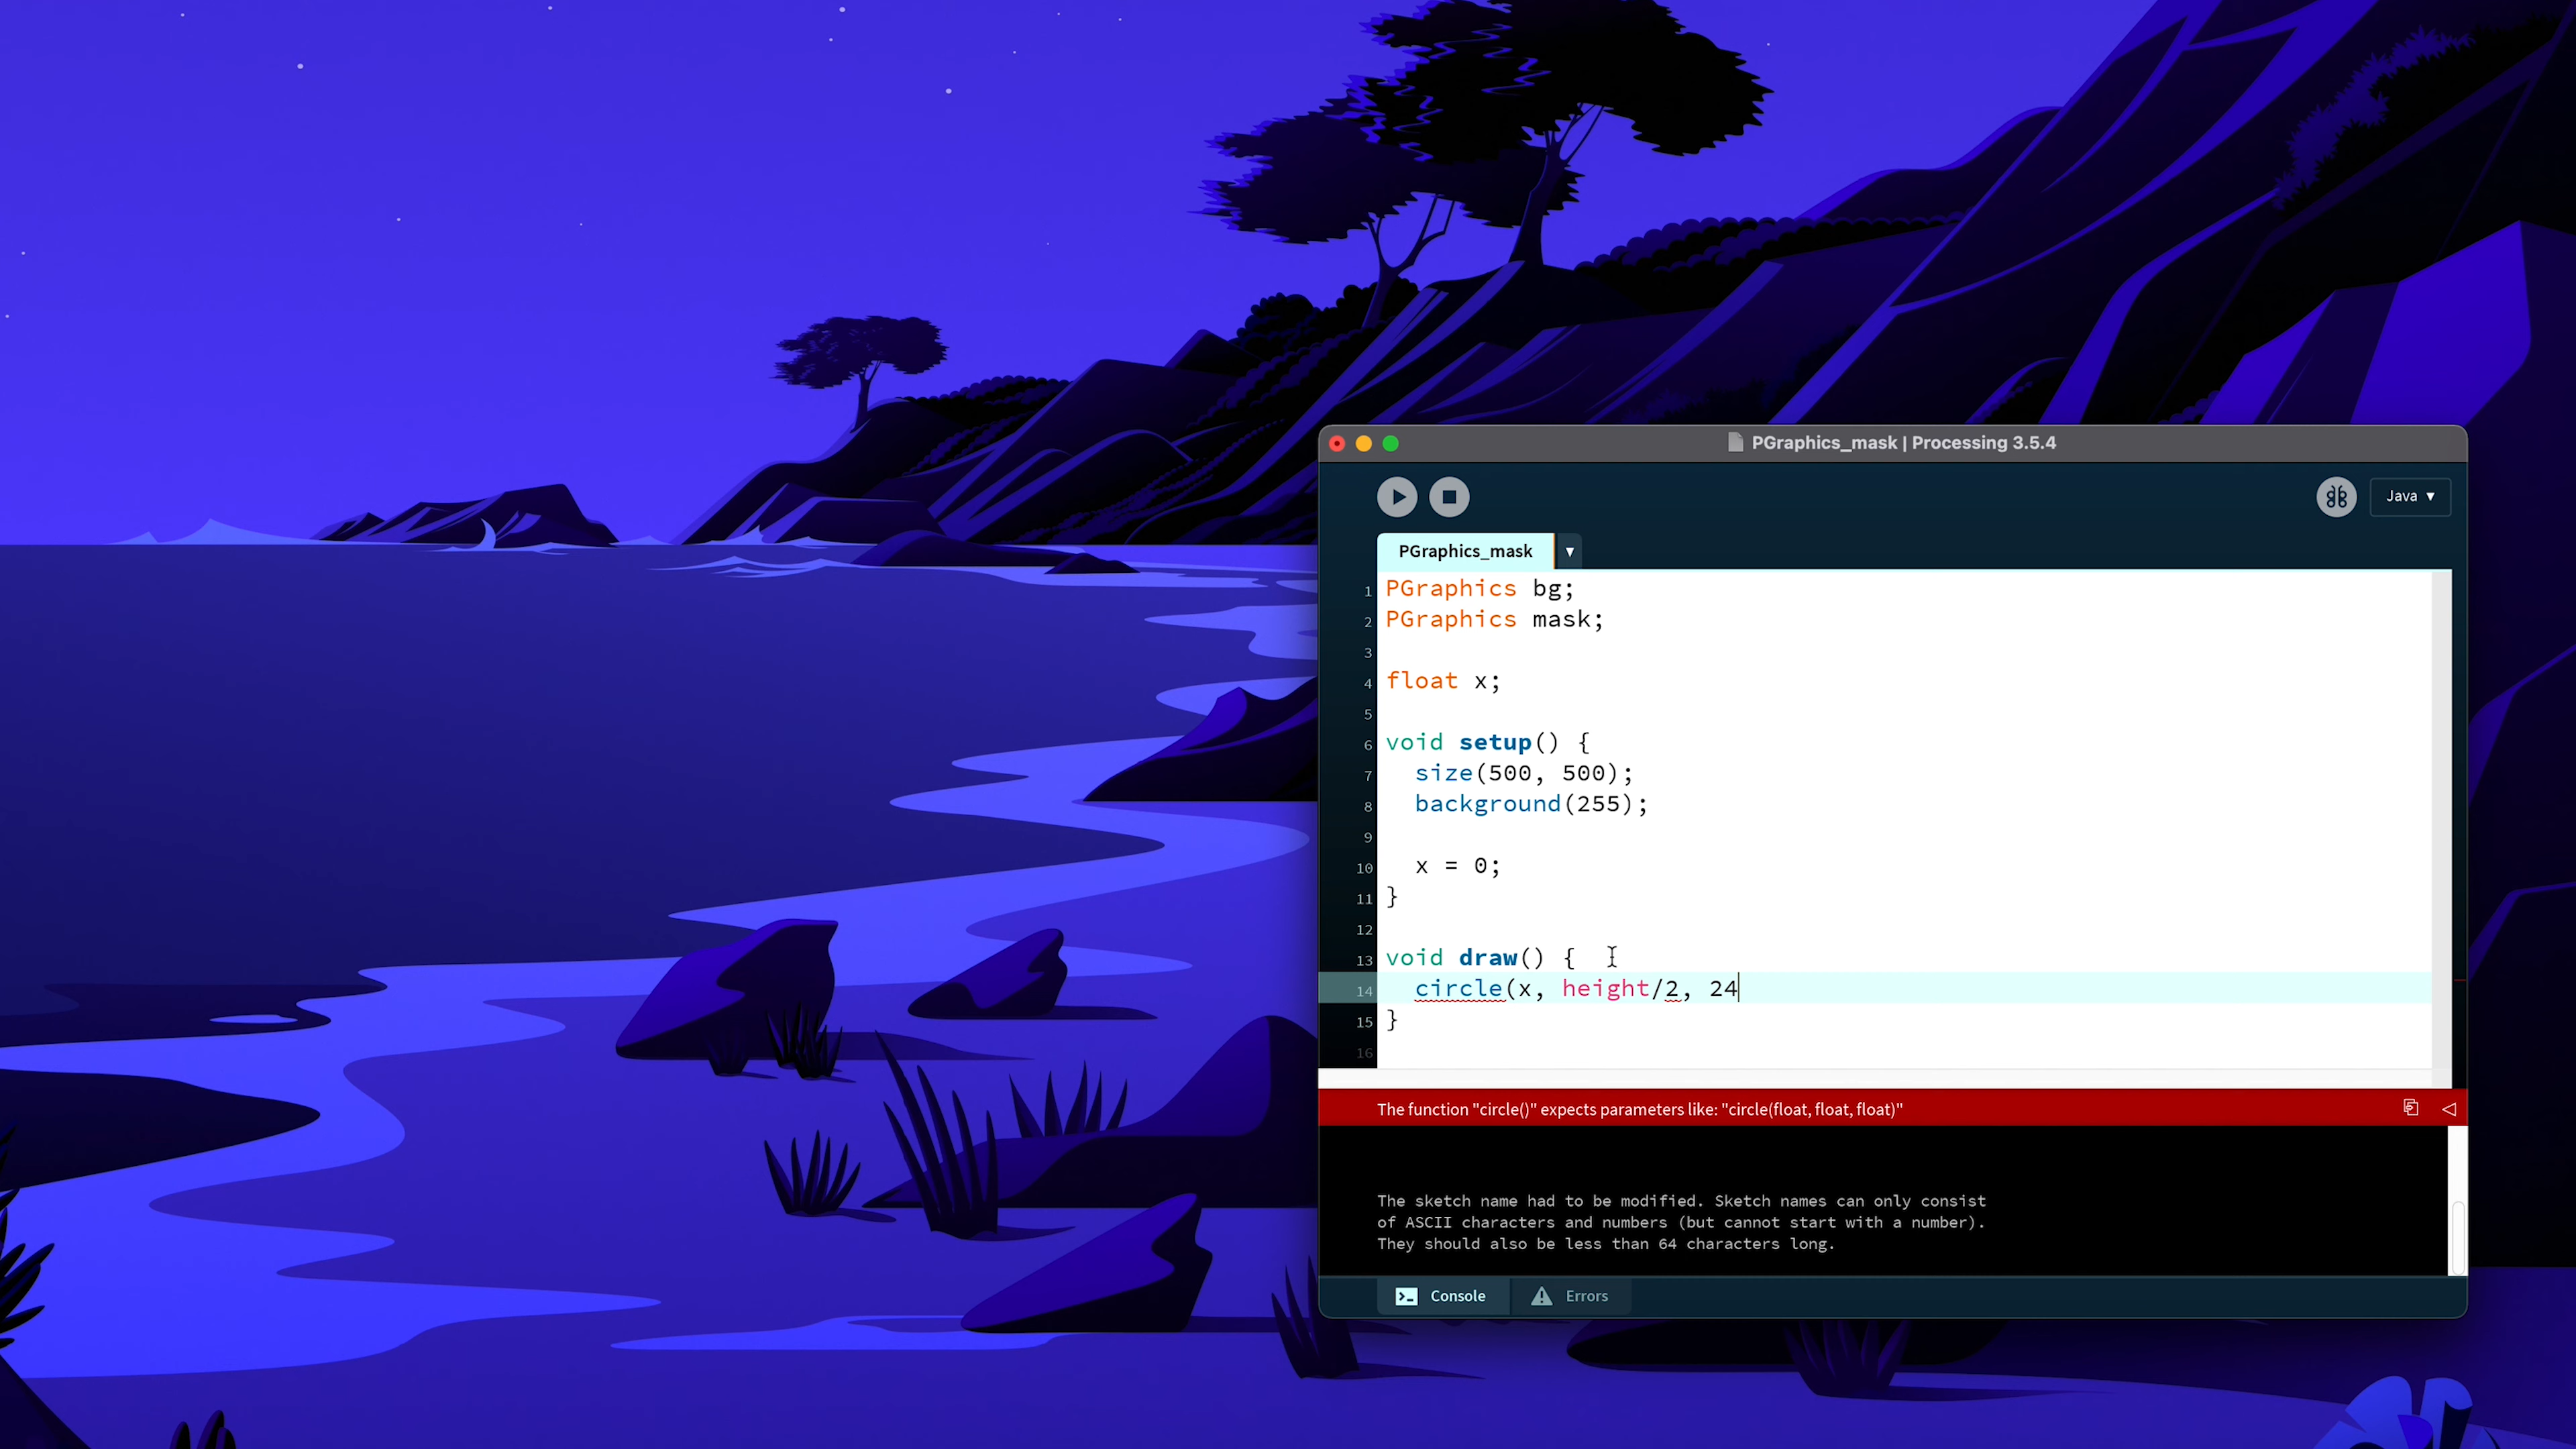 PGraphics_mask | Processing 3.5.4
Java ▼
PGraphics_mask ▼
1 PGraphics bg;
2 PGraphics mask;
3
4 float x;
5
6 void setup() {
7 size(500, 500);
8 background(255);
9
10 x = 0;
11 }
12
13 void draw() {
14 circle(x, height/2, 24
15 }
16
The function "circle()" expects parameters like: "circle(float, float, float)"
The sketch name had to be modified. Sketch names can only consist
of ASCII characters and numbers (but cannot start with a number).
They should also be less than 64 characters long.
Console Errors